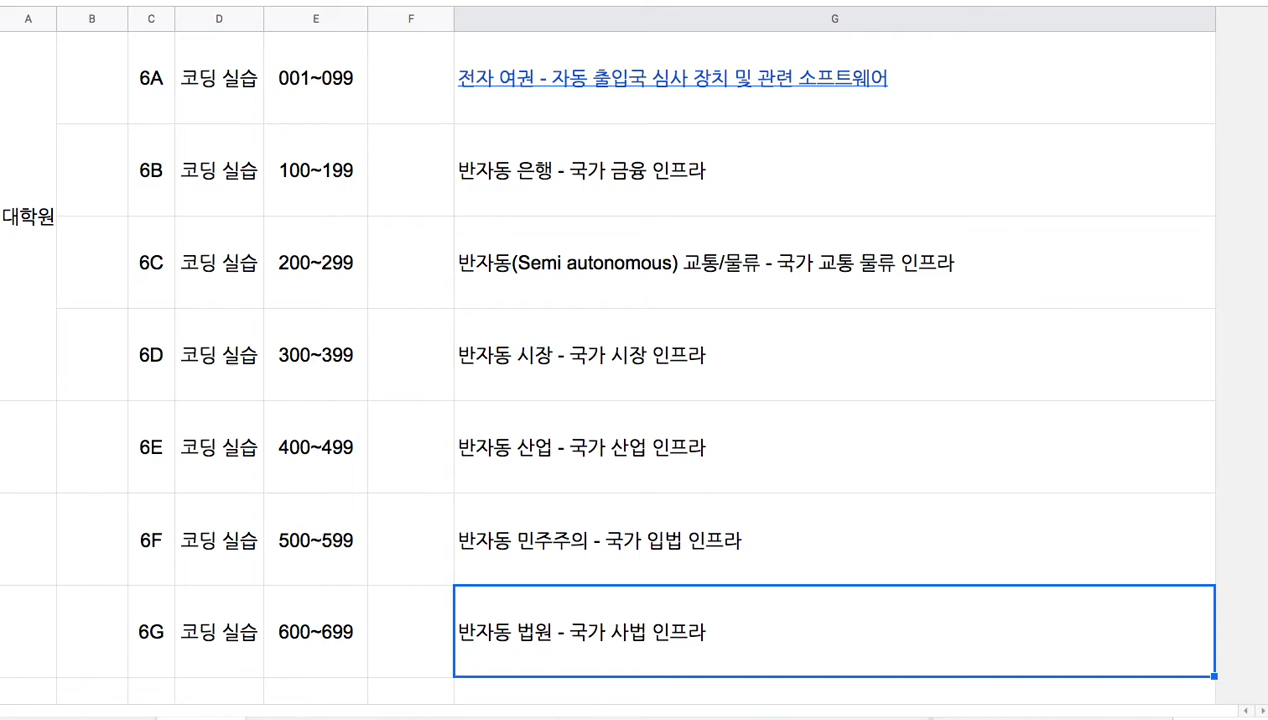 A B C D E F G
6A 코딩 실습 001~099 전자 여권 - 자동 출입국 심사 장치 및 관련 소프트웨어
6B 코딩 실습 100~199 반자동 은행 - 국가 금융 인프라
대학원
6C 코딩 실습 200~299 반자동(Semi autonomous) 교통/물류 - 국가 교통 물류 인프라
6D 코딩 실습 300~399 반자동 시장 - 국가 시장 인프라
6E 코딩 실습 400~499 반자동 산업 - 국가 산업 인프라
6F 코딩 실습 500~599 반자동 민주주의 - 국가 입법 인프라
6G 코딩 실습 600~699 반자동 법원 - 국가 사법 인프라